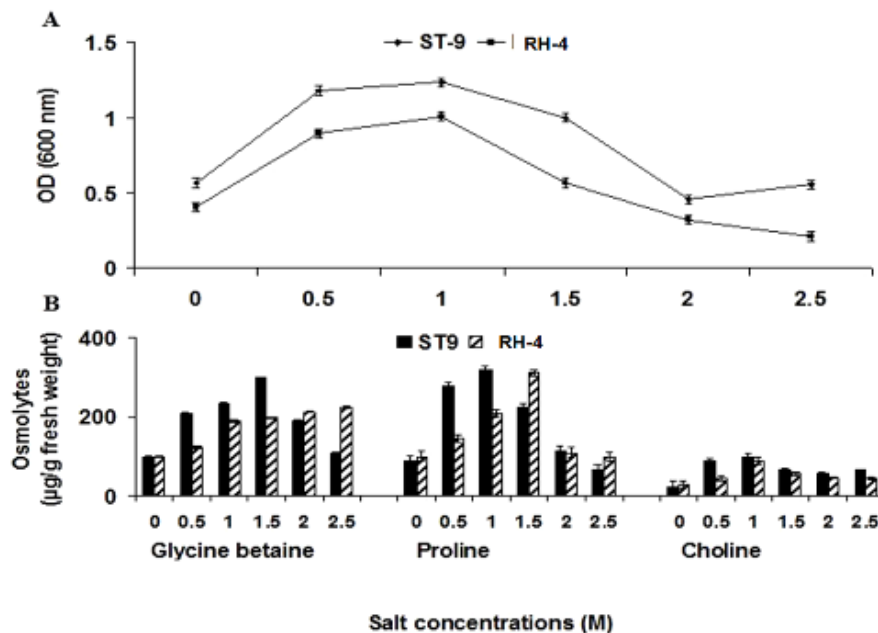 A
1.5
ST-9 RH-4
1
0.5
0
OD (600 nm)
0 0.5 1 1.5 2 2.5
B
400
ST9 RH-4
200
0
Osmolytes
(µg/g fresh weight)
0 0.5 1 1.5 2 2.5 0 0.5 1 1.5 2 2.5 0 0.5 1 1.5 2 2.5
Glycine betaine Proline Choline
Salt concentrations (M)